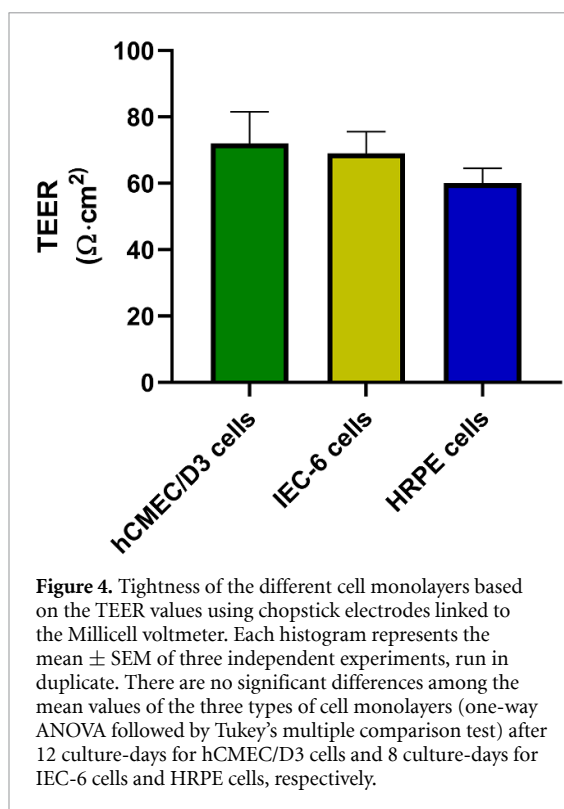 100
80
60
40
20
0
TEER
(Ω·cm²)
hCMEC/D3 cells
IEC-6 cells
HRPE cells
Figure 4. Tightness of the different cell monolayers based
on the TEER values using chopstick electrodes linked to
the Millicell voltmeter. Each histogram represents the
mean ± SEM of three independent experiments, run in
duplicate. There are no significant differences among the
mean values of the three types of cell monolayers (one-way
ANOVA followed by Tukey's multiple comparison test) after
12 culture-days for hCMEC/D3 cells and 8 culture-days for
IEC-6 cells and HRPE cells, respectively.